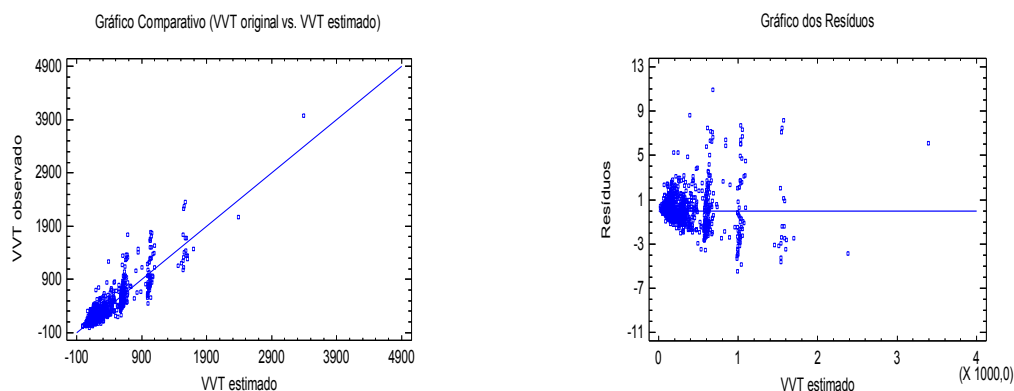 Gráfico Comparativo (VVT original vs. VVT estimado)
VVT observado
4900
3900
2900
1900
900
-100
-100 900 1900 2900 3900 4900
VVT estimado
Gráfico dos Resíduos
Resíduos
13
9
5
1
-3
-7
-11
0 1 2 3 4
(X 1000,0)
VVT estimado